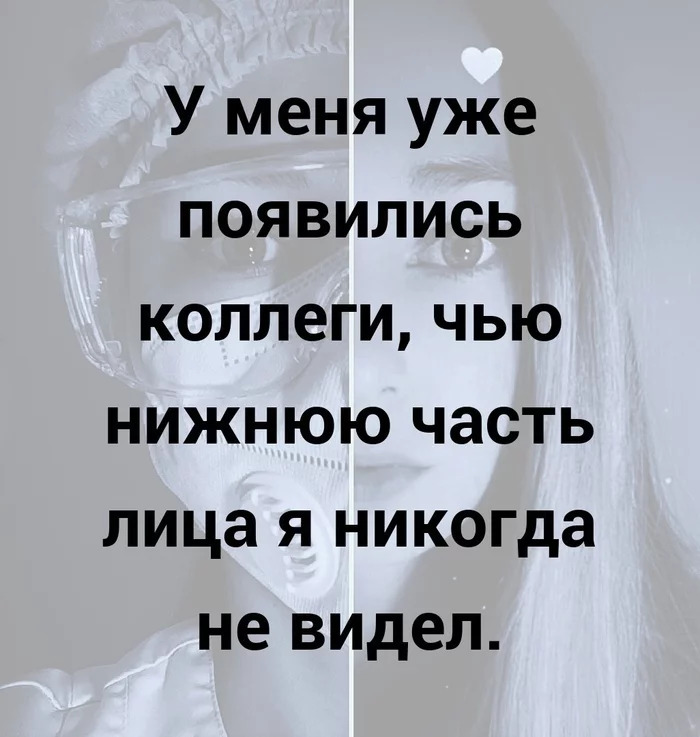 У меня уже
появились
коллеги, чью
нижнюю часть
лица я никогда
не видел.